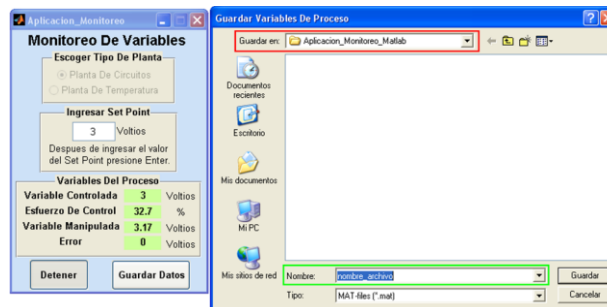 Aplicacion_Monitoreo
Monitoreo De Variables
Escoger Tipo De Planta
Planta De Circuitos
Planta De Temperatura
Ingresar Set Point
3 Voltios
Despues de ingresar el valor
del Set Point presione Enter.
Variables Del Proceso
Variable Controlada 3 Voltios
Esfuerzo De Control 32.7 %
Variable Manipulada 3.17 Voltios
Error 0 Voltios
Detener Guardar Datos
Guardar Variables De Proceso
Guardar en: Aplicacion_Monitoreo_Matlab
Documentos
recientes
Escritorio
Mis documentos
Mi PC
Mis sitios de red
Nombre: nombre_archivo Guardar
Tipo: MAT-files (*.mat) Cancelar